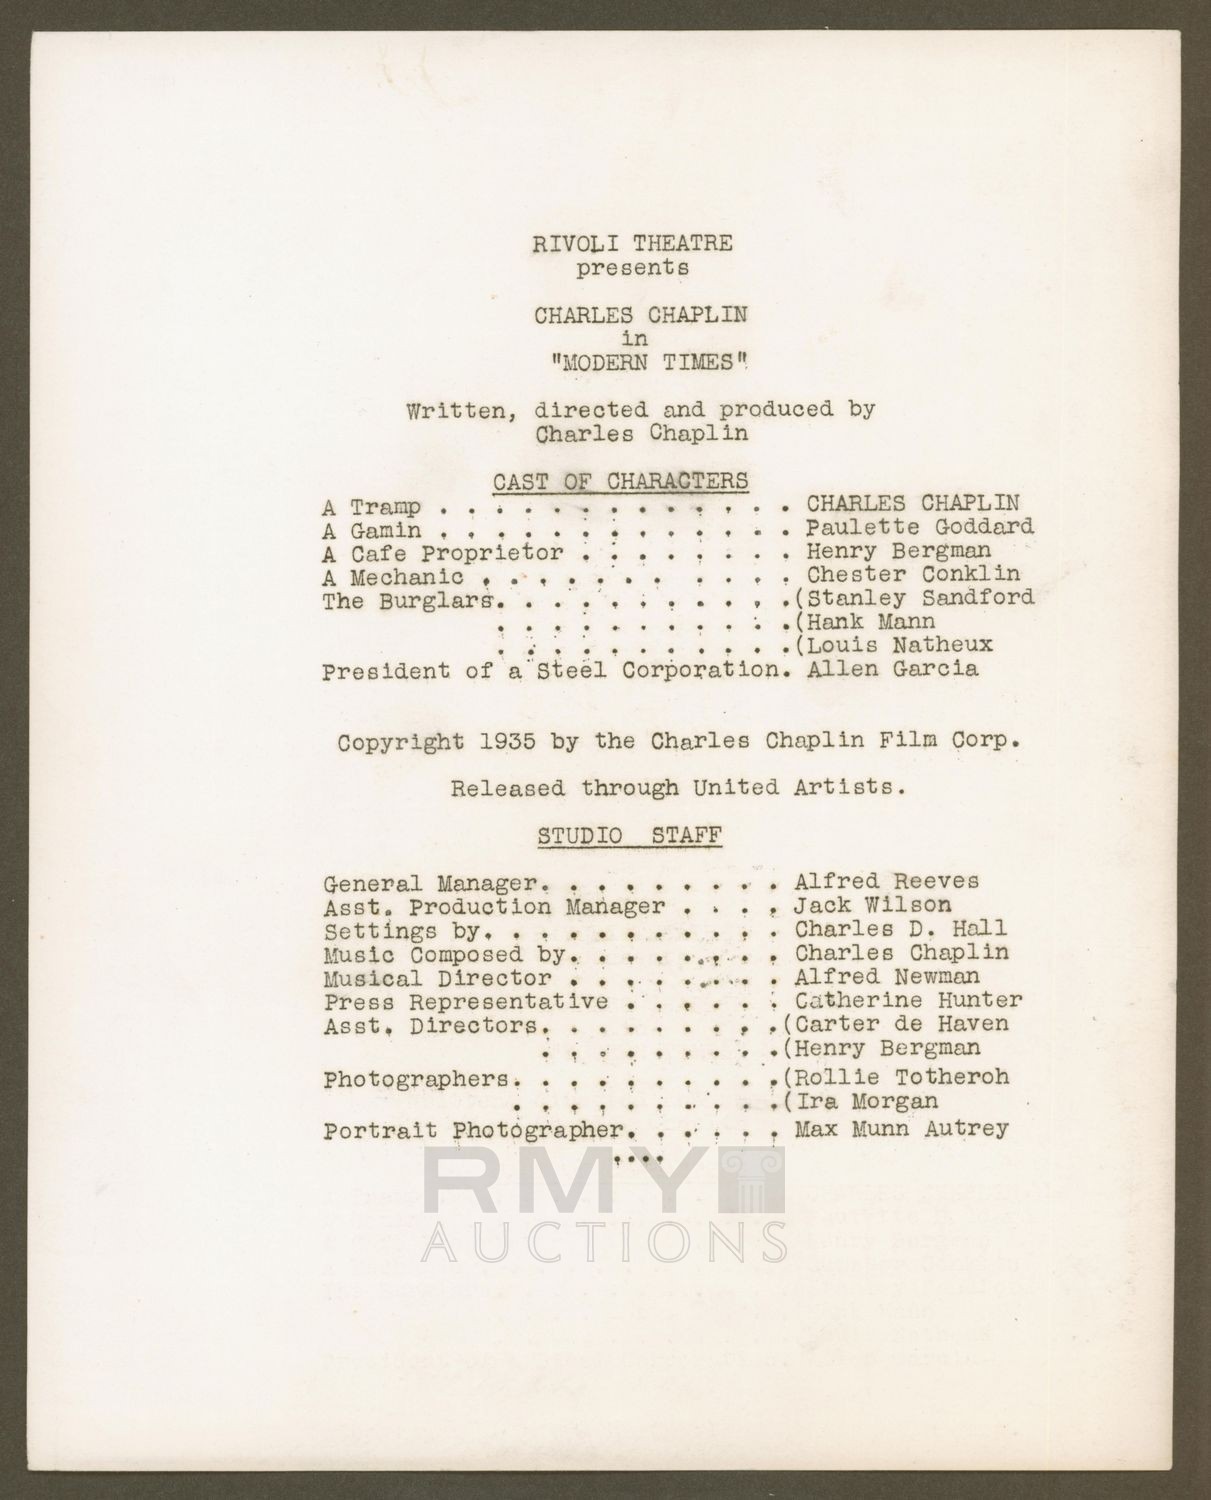 RIVOLI THEATRE
presents
CHARLES CHAPLIN
in
"MODERN TIMES"
Written, directed and produced by
Charles Chaplin
CAST OF CHARACTERS
A Tramp . . . . . . . . . . . . . CHARLES CHAPLIN
A Gamin . . . . . . . . . . . . . Paulette Goddard
A Cafe Proprietor . . . . . . . . Henry Bergman
A Mechanic . . . . . . . . . . Chester Conklin
The Burglars. . . . . . . . . . .(Stanley Sandford
. . . . . . . . . . .(Hank Mann
. . . . . . . . . . .(Louis Natheux
President of a Steel Corporation. Allen Garcia
Copyright 1935 by the Charles Chaplin Film Corp.
Released through United Artists.
STUDIO STAFF
General Manager. . . . . . . . . Alfred Reeves
Asst. Production Manager . . . . Jack Wilson
Settings by. . . . . . . . . . . Charles D. Hall
Music Composed by. . . . . . . . Charles Chaplin
Musical Director . . . . . . . . Alfred Newman
Press Representative . . . . . . Catherine Hunter
Asst. Directors. . . . . . . . .(Carter de Haven
. . . . . . . . .(Henry Bergman
Photographers. . . . . . . . . .(Rollie Totheroh
. . . . . . . . . .(Ira Morgan
Portrait Photographer. . . . . . Max Munn Autrey
....
RMY
AUCTIONS